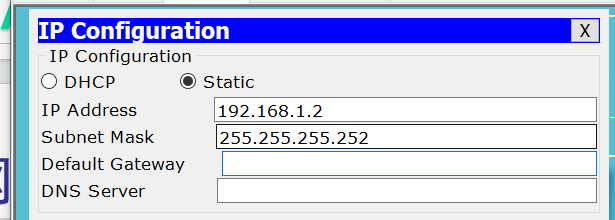 IP Configuration X
IP Configuration
DHCP Static
IP Address 192.168.1.2
Subnet Mask 255.255.255.252
Default Gateway
DNS Server